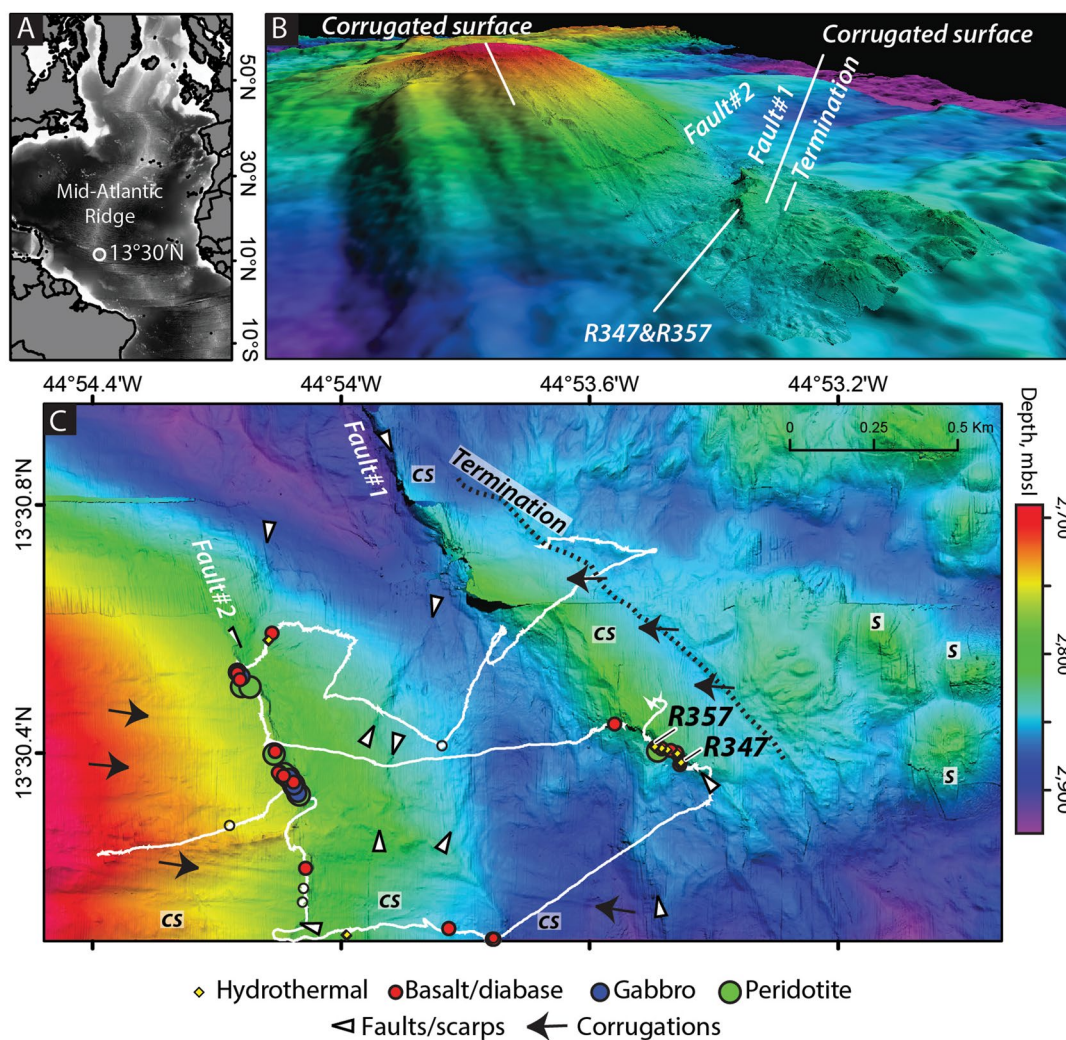 A
50°N
30°N
Mid-Atlantic
Ridge
13°30'N
10°N
10°S
B
Corrugated surface
Corrugated surface
Fault#2
Fault#1
Termination
R347&R357
44°54.4'W
44°54'W
44°53.6'W
44°53.2'W
C
Fault#1
cs
Termination
0
0.25
0.5 Km
Depth, mbsl
13°30.8'N
2,700
Fault#2
cs
S
S
2,800
R357
13°30.4'N
R347
S
2,900
cs
cs
cs
Hydrothermal
Basalt/diabase
Gabbro
Peridotite
Faults/scarps
Corrugations